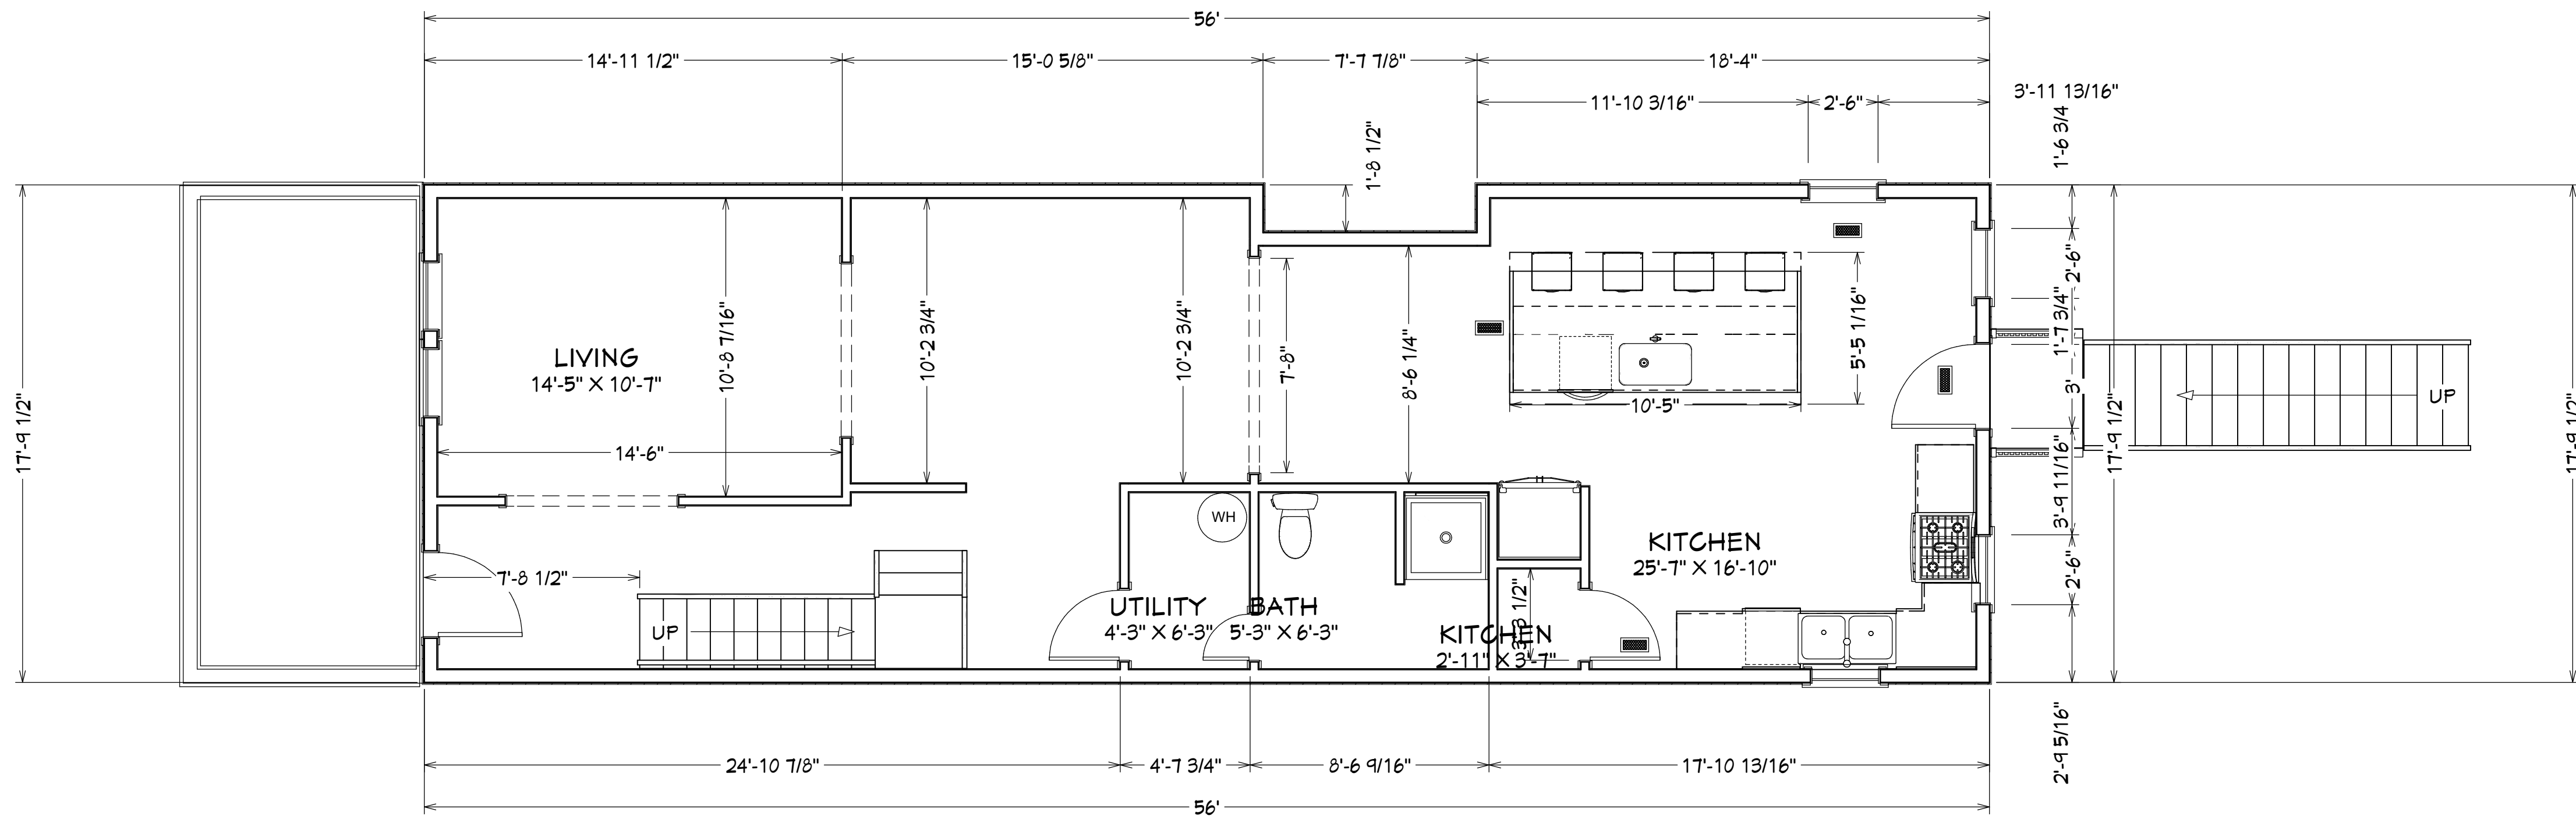 56'
14'-11 1/2"
15'-0 5/8"
7'-7 7/8"
18'-4"
11'-10 3/16"
2'-6"
3'-11 13/16"
1'-8 1/2"
1'-6 3/4
17'-9 1/2"
LIVING
14'-5" X 10'-7"
10'-8 7/16"
14'-6"
10'-2 3/4"
10'-2 3/4"
7'-8"
8'-6 1/4"
5'-5 1/16"
10'-5"
2'-6"
1'-7 3/4"
3'
3'-9 11/16"
2'-6"
2'-9 5/16"
17'-9 1/2"
17'-9 1/2"
UP
WH
7'-8 1/2"
UP
UTILITY
4'-3" X 6'-3"
BATH
5'-3" X 6'-3"
KITCHEN
2'-11" X 3'-7"
KITCHEN
25'-7" X 16'-10"
24'-10 7/8"
4'-7 3/4"
8'-6 9/16"
17'-10 13/16"
56'